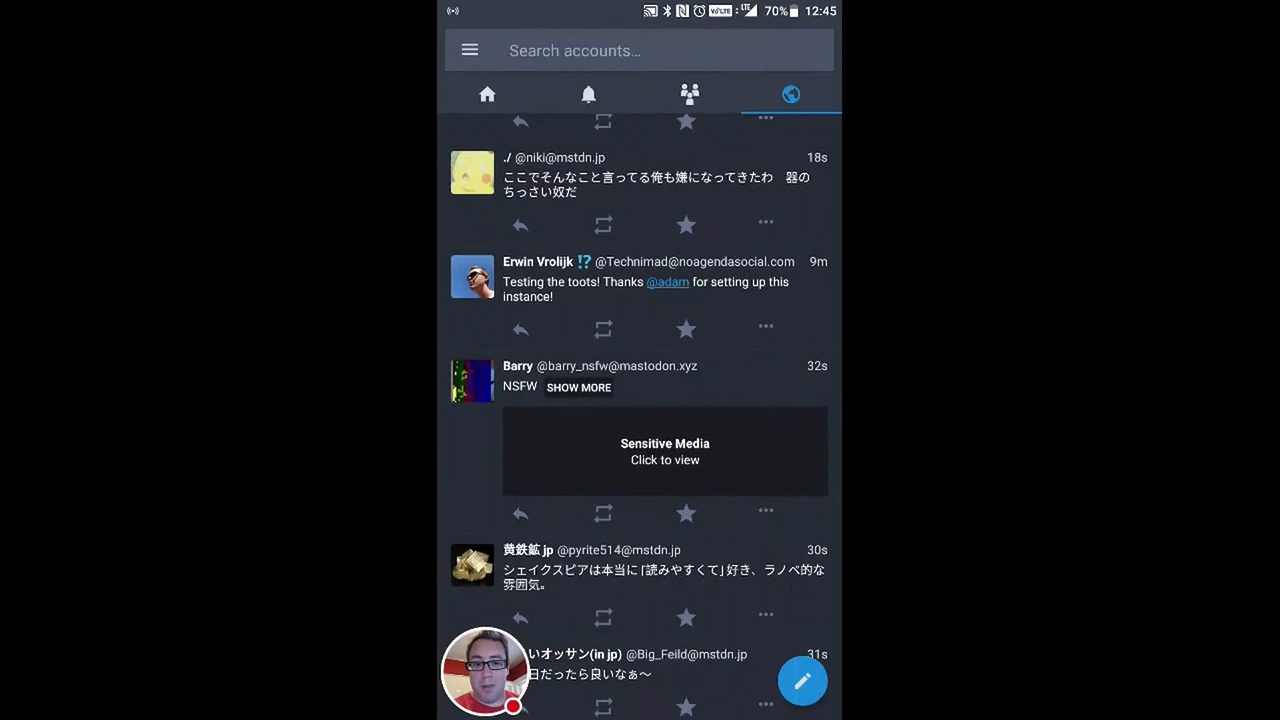 VoLTE LTE 70% 12:45
Search accounts...
./ @niki@mstdn.jp 18s
ここでそんなこと言ってる俺も嫌になってきたわ 器の
ちっさい奴だ
Erwin Vrolijk ⁉ @Technimad@noagendasocial.com 9m
Testing the toots! Thanks @adam for setting up this
instance!
Barry @barry_nsfw@mastodon.xyz 32s
NSFW SHOW MORE
Sensitive Media
Click to view
黄鉄鉱 jp @pyrite514@mstdn.jp 30s
シェイクスピアは本当に「読みやすくて」好き、ラノベ的な
雰囲気。
いオッサン(in jp) @Big_Feild@mstdn.jp 31s
日だったら良いなぁ〜